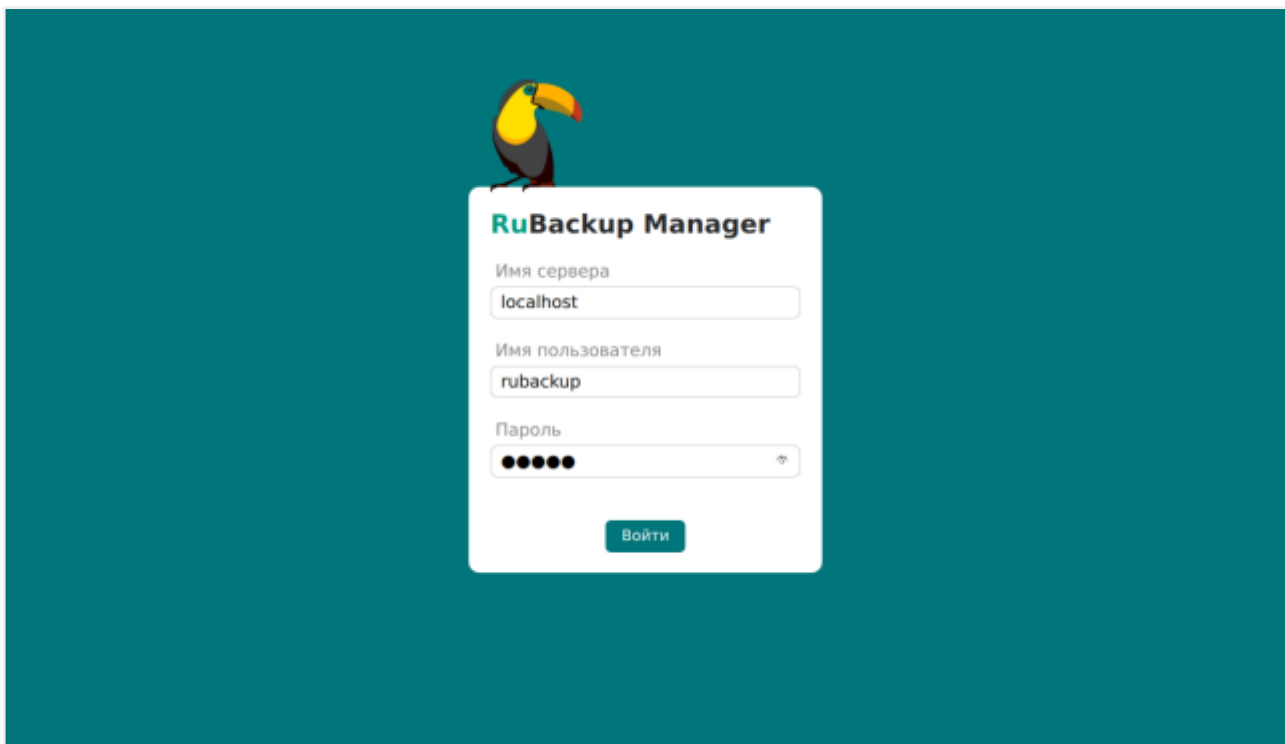 RuBackup Manager
Имя сервера
localhost
Имя пользователя
rubackup
Пароль
●●●●●
Войти